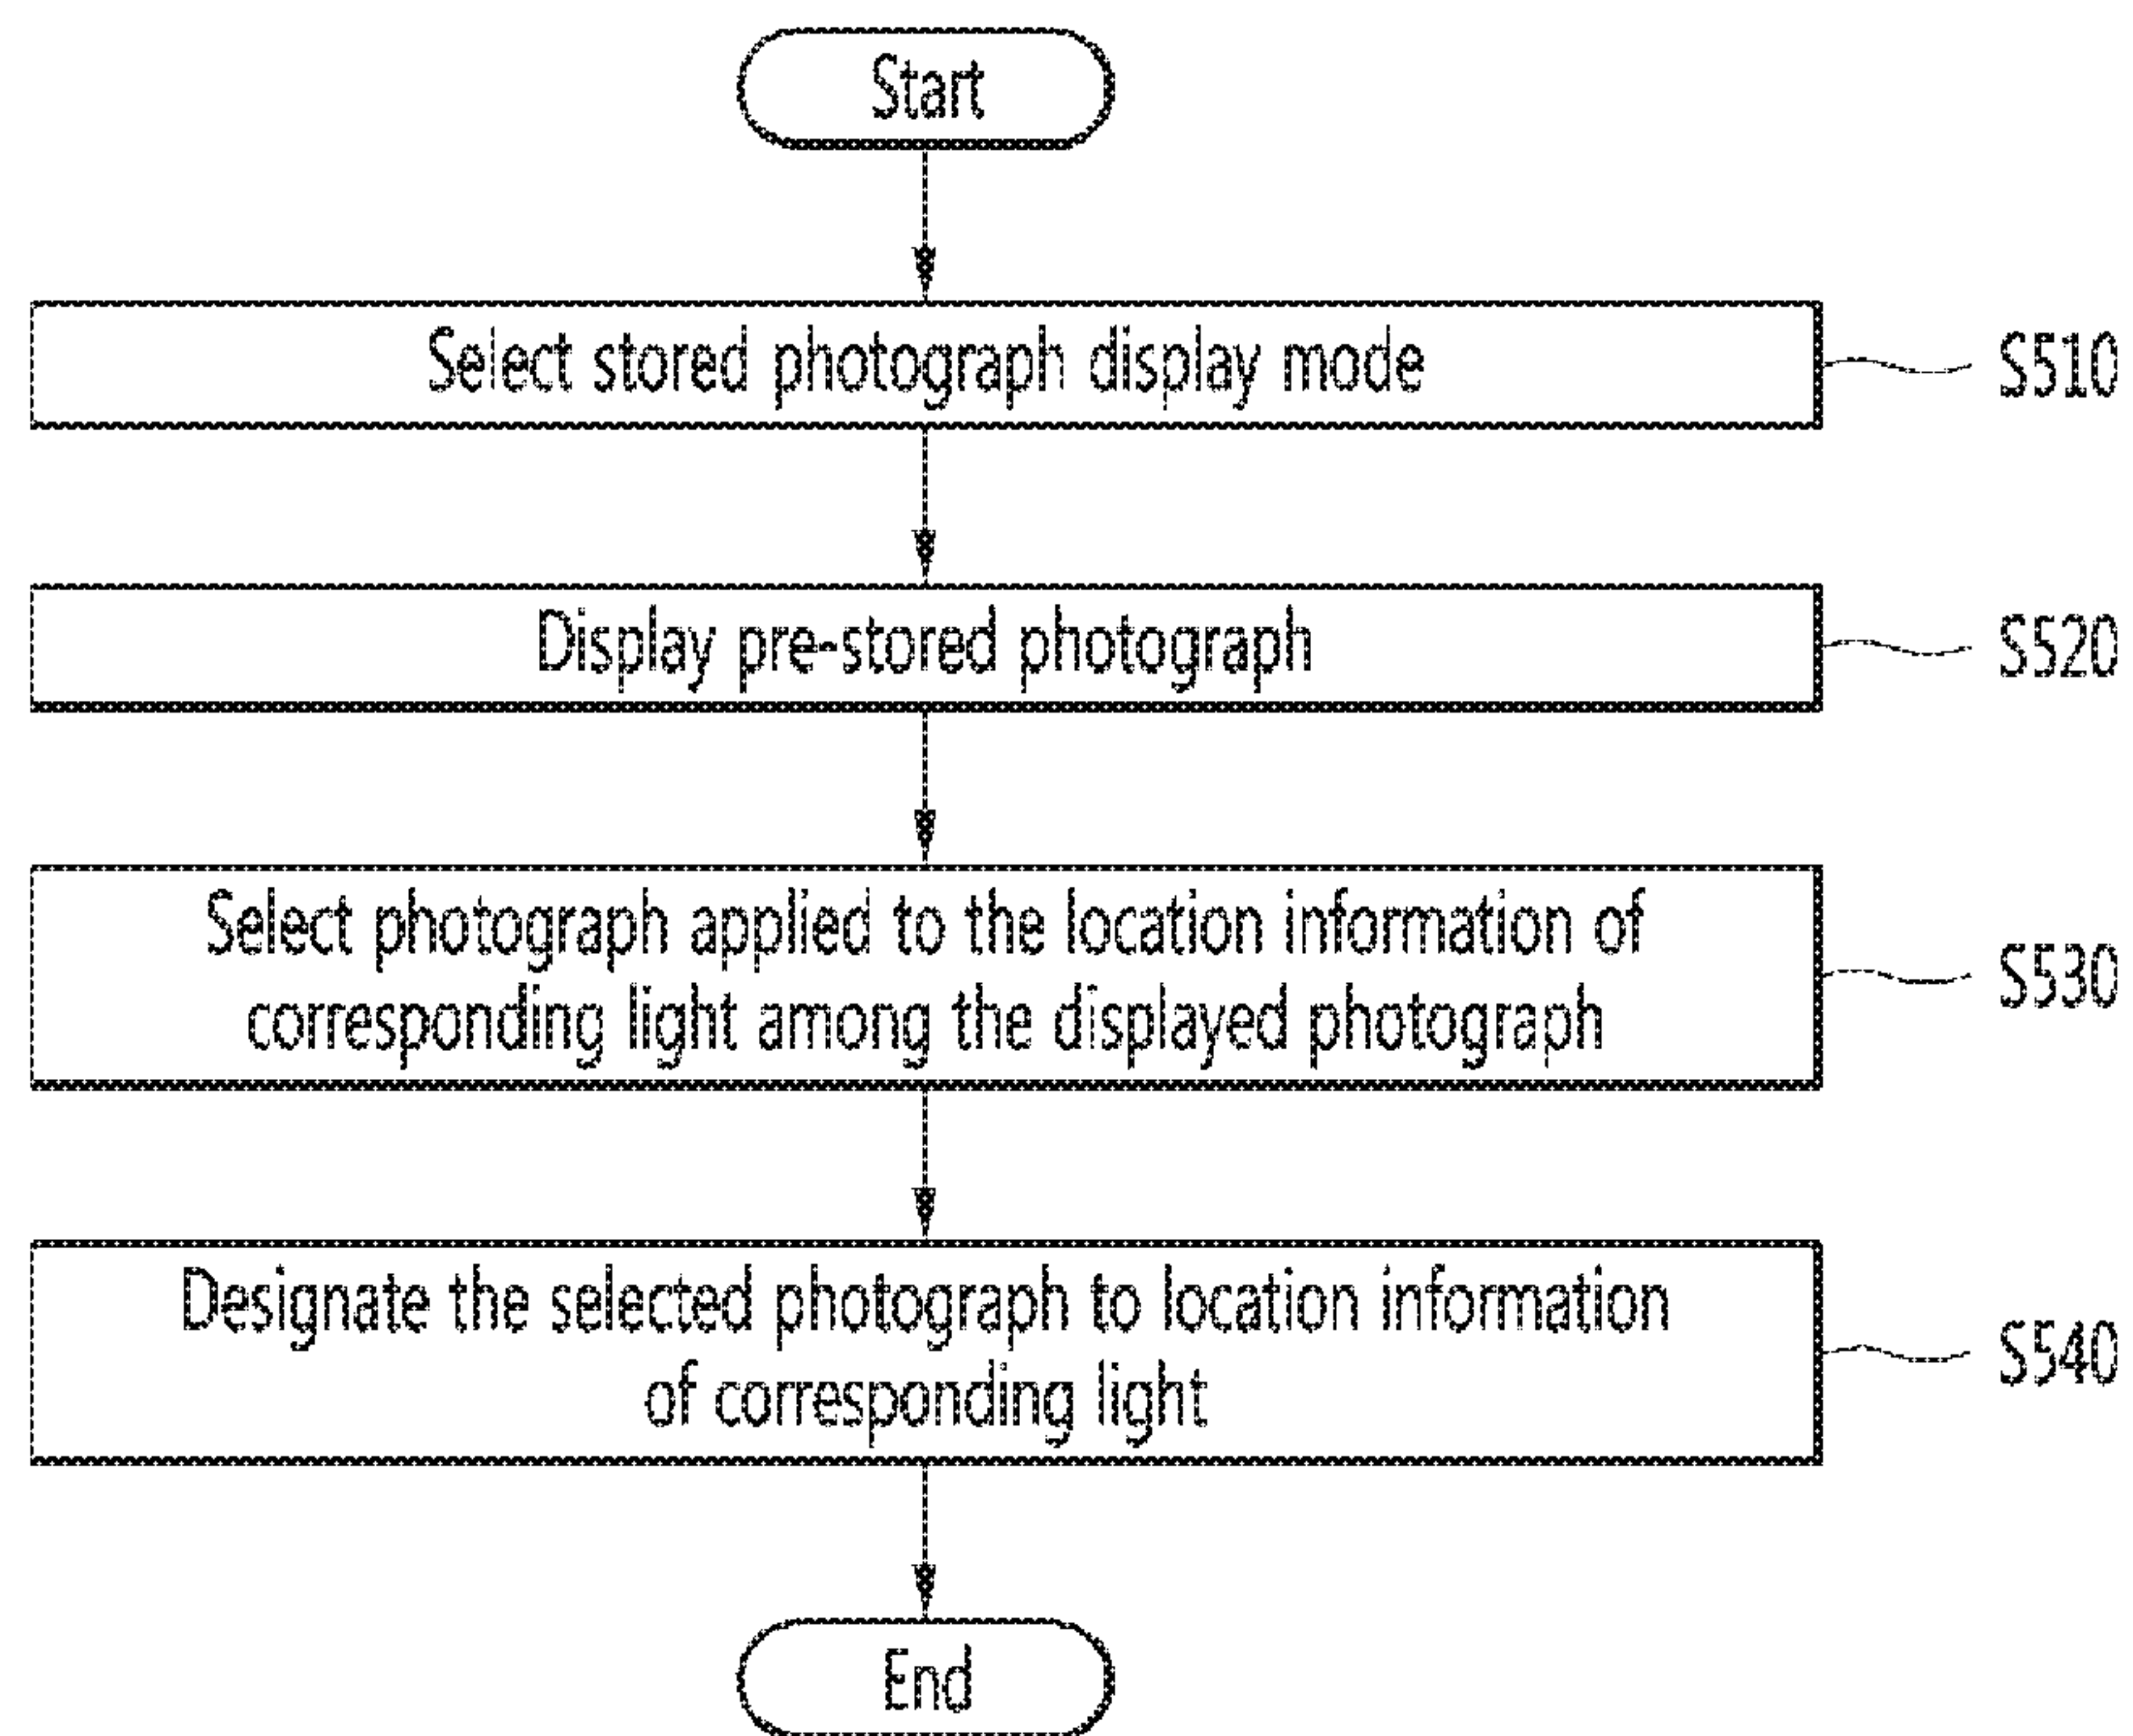 Start
Select stored photograph display mode
S510
Display pre-stored photograph
S520
Select photograph applied to the location information of
corresponding light among the displayed photograph
S530
Designate the selected photograph to location information
of corresponding light
S540
End